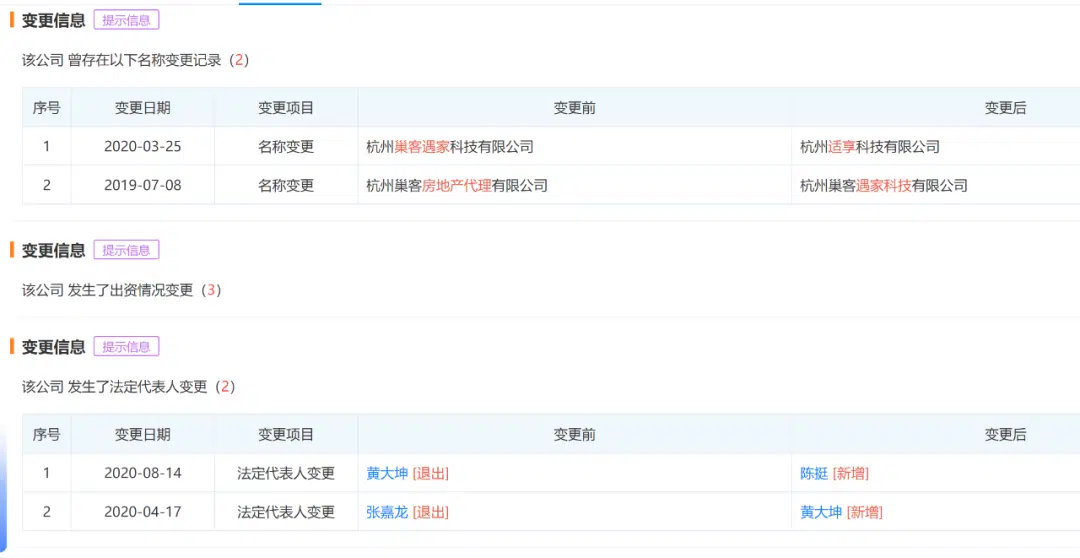 变更信息 提示信息
该公司 曾存在以下名称变更记录（2）
序号 变更日期 变更项目 变更前 变更后
1 2020-03-25 名称变更 杭州巢客遇家科技有限公司 杭州适享科技有限公司
2 2019-07-08 名称变更 杭州巢客房地产代理有限公司 杭州巢客遇家科技有限公司
变更信息 提示信息
该公司 发生了出资情况变更（3）
变更信息 提示信息
该公司 发生了法定代表人变更（2）
序号 变更日期 变更项目 变更前 变更后
1 2020-08-14 法定代表人变更 黄大坤 [退出] 陈挺 [新增]
2 2020-04-17 法定代表人变更 张嘉龙 [退出] 黄大坤 [新增]